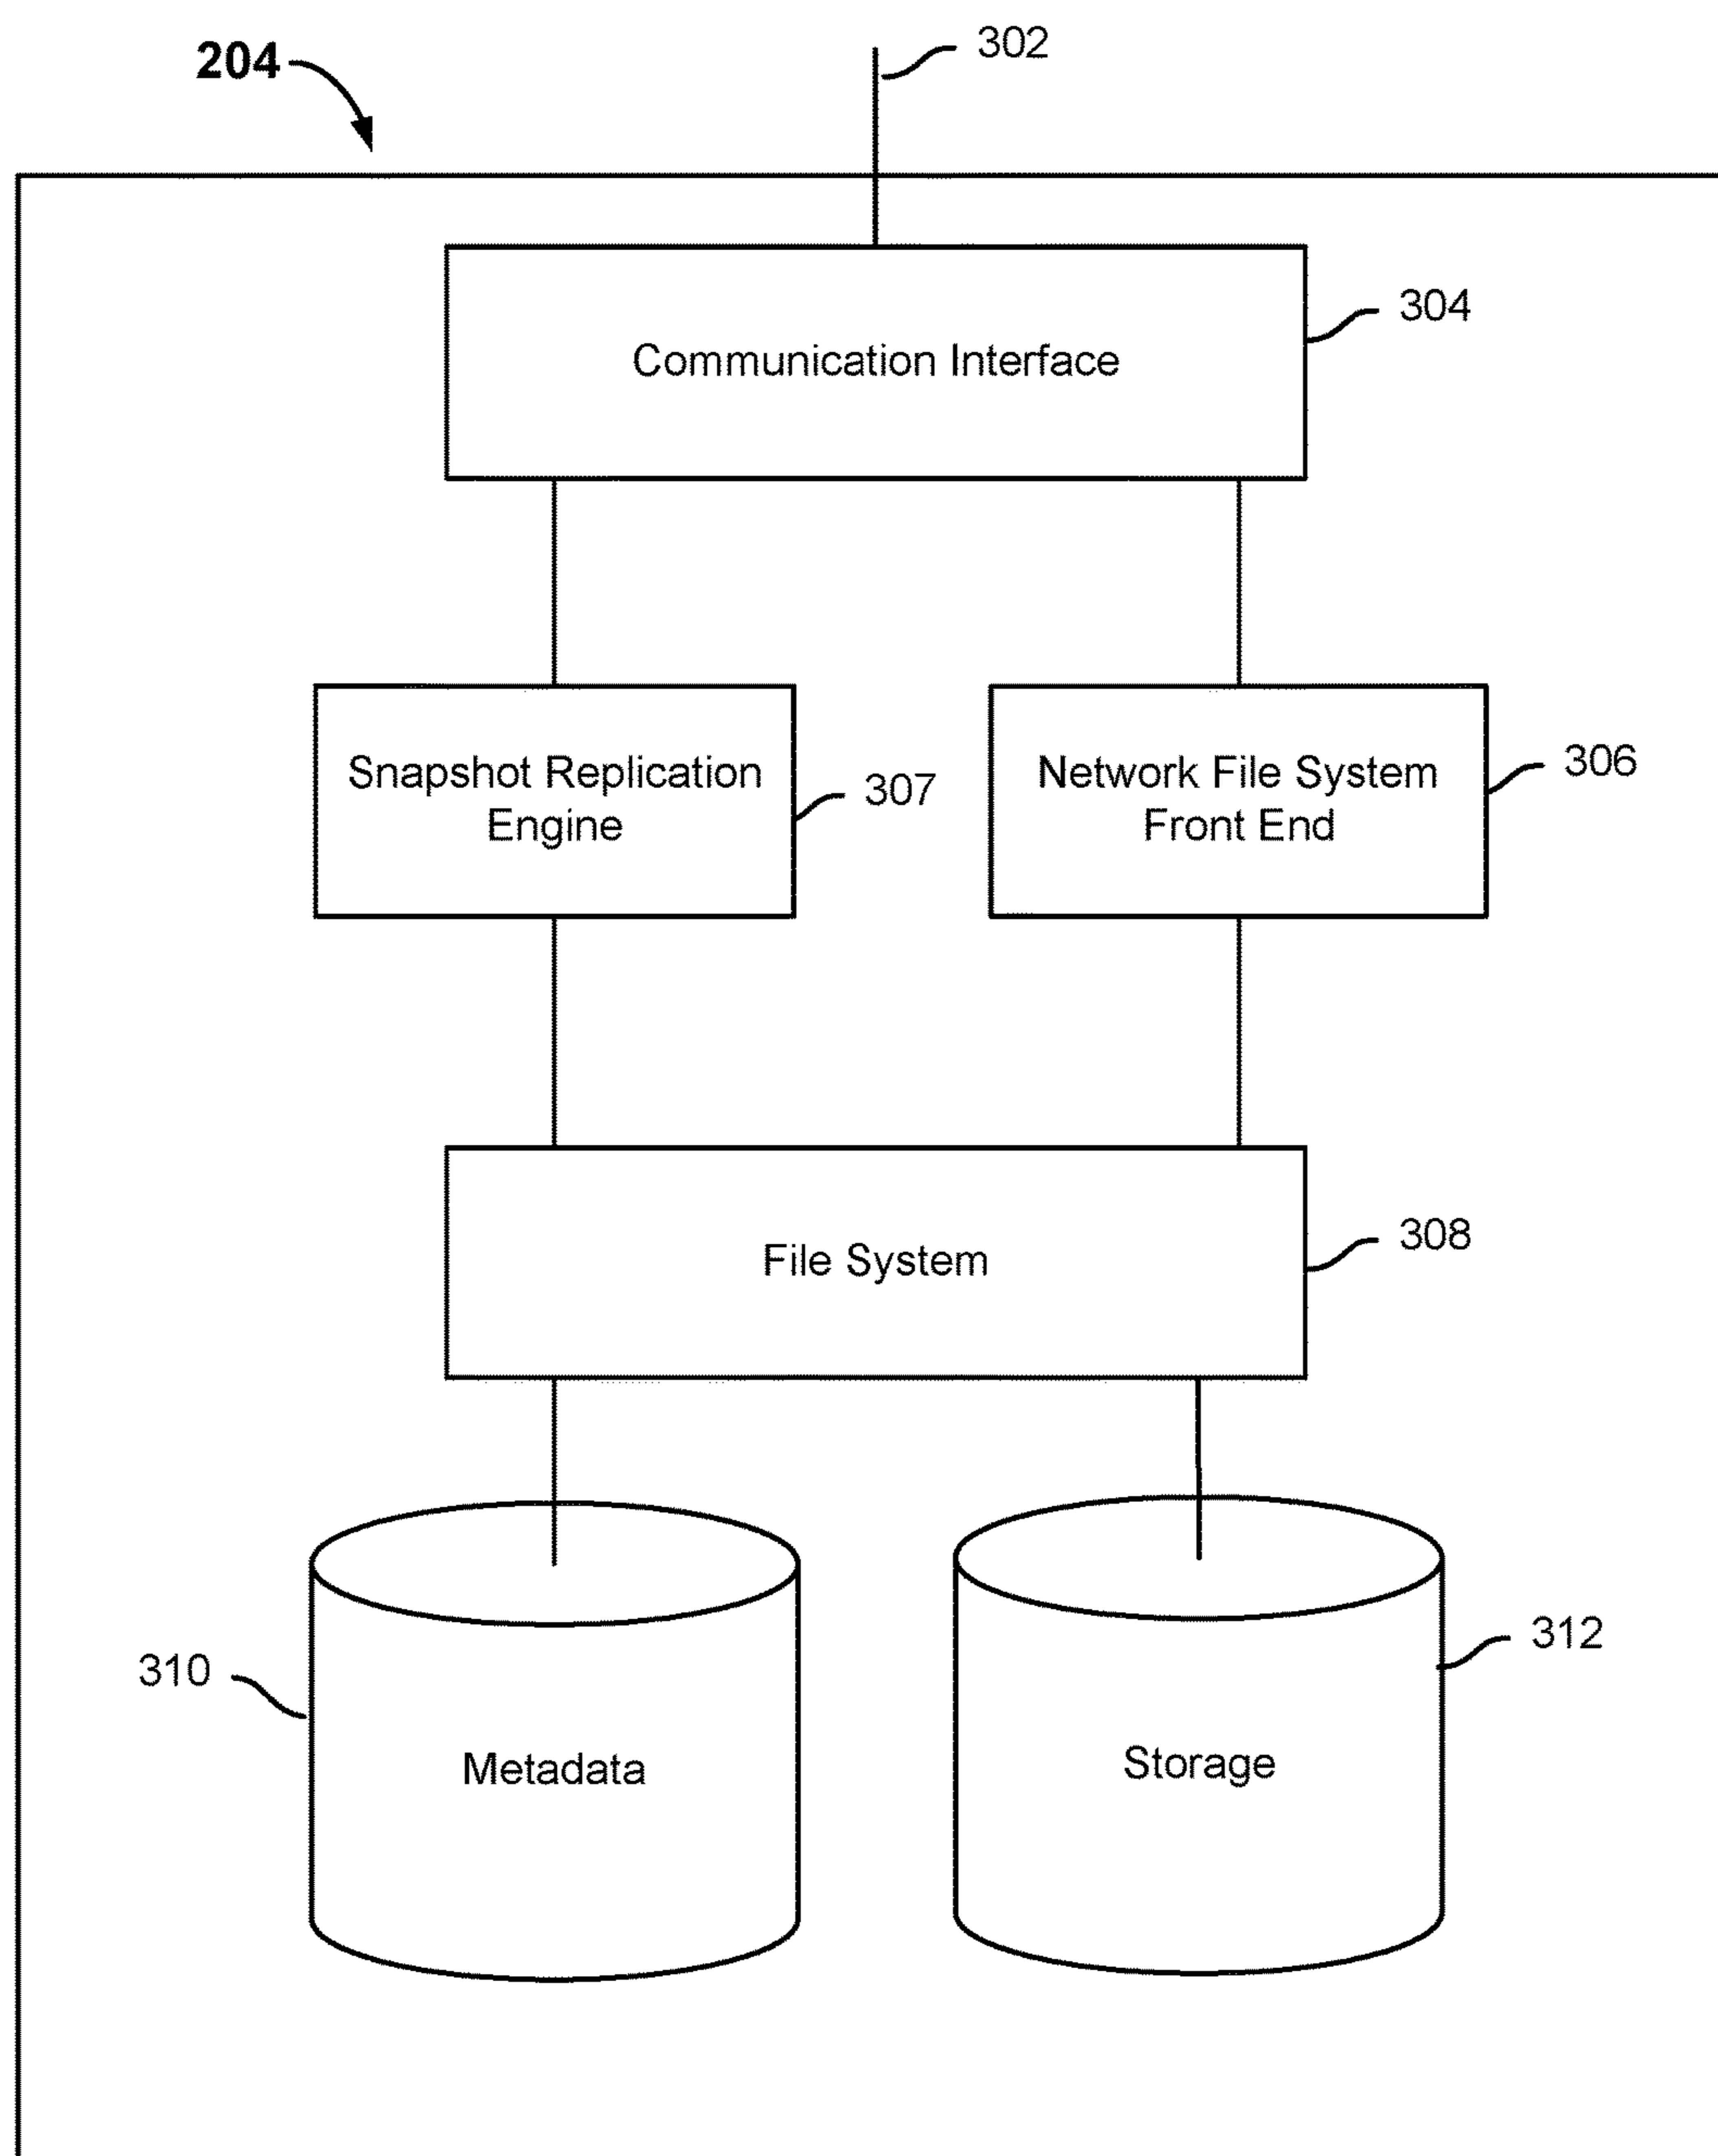 204
302
Communication Interface
304
Snapshot Replication
Engine
307
Network File System
Front End
306
File System
308
310
Metadata
Storage
312